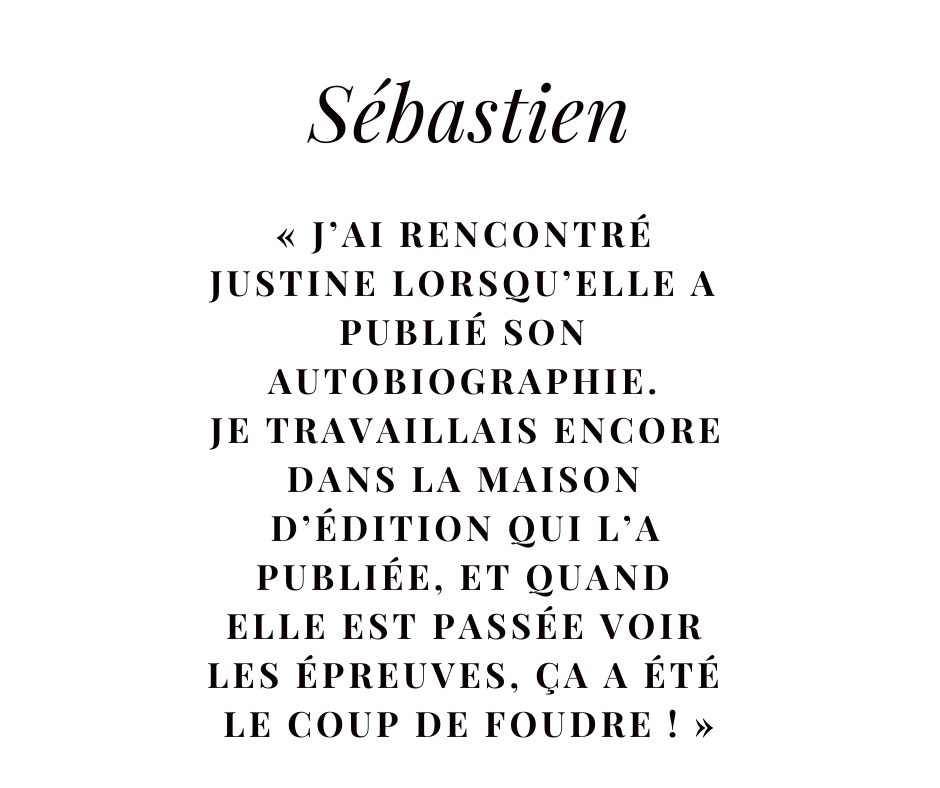 Sébastien
« J’AI RENCONTRÉ
JUSTINE LORSQU’ELLE A
PUBLIÉ SON
AUTOBIOGRAPHIE.
JE TRAVAILLAIS ENCORE
DANS LA MAISON
D’ÉDITION QUI L’A
PUBLIÉE, ET QUAND
ELLE EST PASSÉE VOIR
LES ÉPREUVES, ÇA A ÉTÉ
LE COUP DE FOUDRE ! »